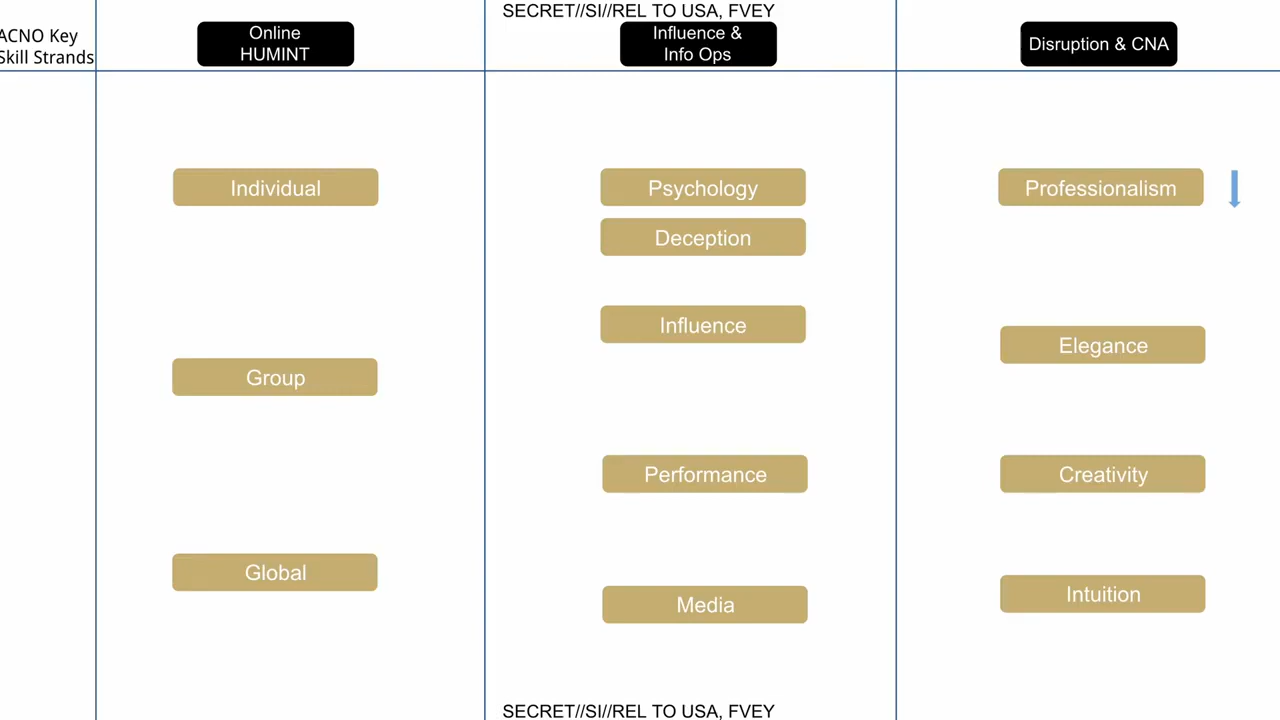 SECRET//SI//REL TO USA, FVEY
ACNO Key
Skill Strands
Online
HUMINT
Influence &
Info Ops
Disruption & CNA
Individual
Group
Global
Psychology
Deception
Influence
Performance
Media
Professionalism
Elegance
Creativity
Intuition
SECRET//SI//REL TO USA, FVEY